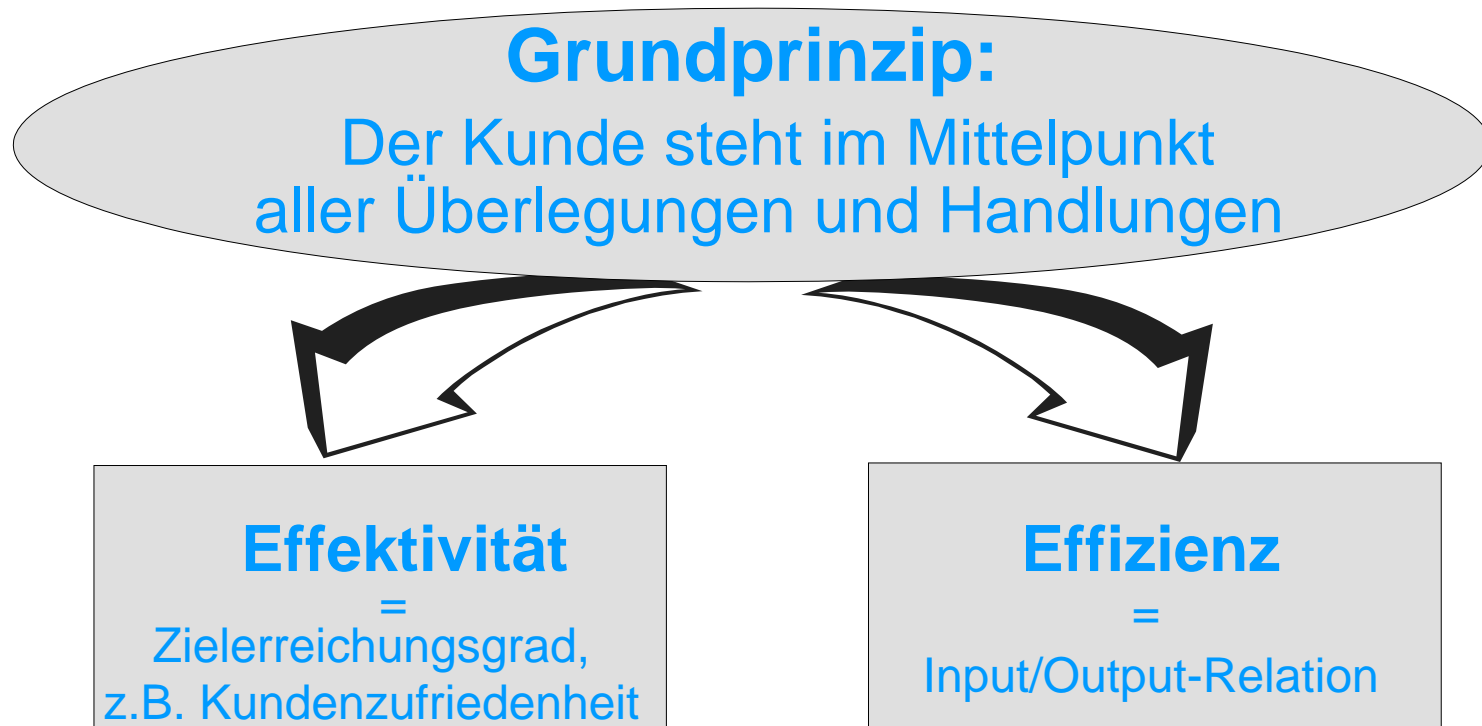 Grundprinzip:
Der Kunde steht im Mittelpunkt
aller Überlegungen und Handlungen
Effektivität
=
Zielerreichungsgrad,
z.B. Kundenzufriedenheit
Effizienz
=
Input/Output-Relation